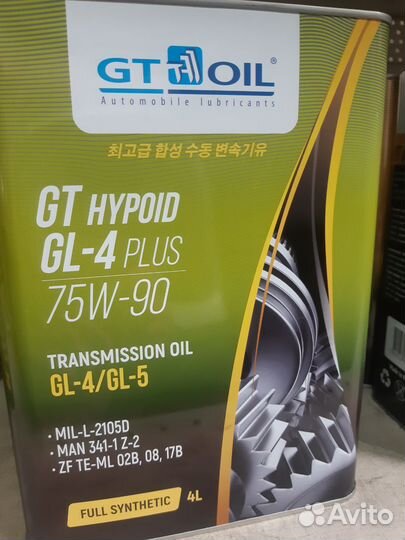 GT OIL®
Automobile lubricants
최고급 합성 수동 변속기유
GT HYPOID
GL-4 PLUS
75W-90
TRANSMISSION OIL
GL-4/GL-5
• MIL-L-2105D
• MAN 341-1 Z-2
• ZF TE-ML 02B, 08, 17B
FULL SYNTHETIC 4L
Avito